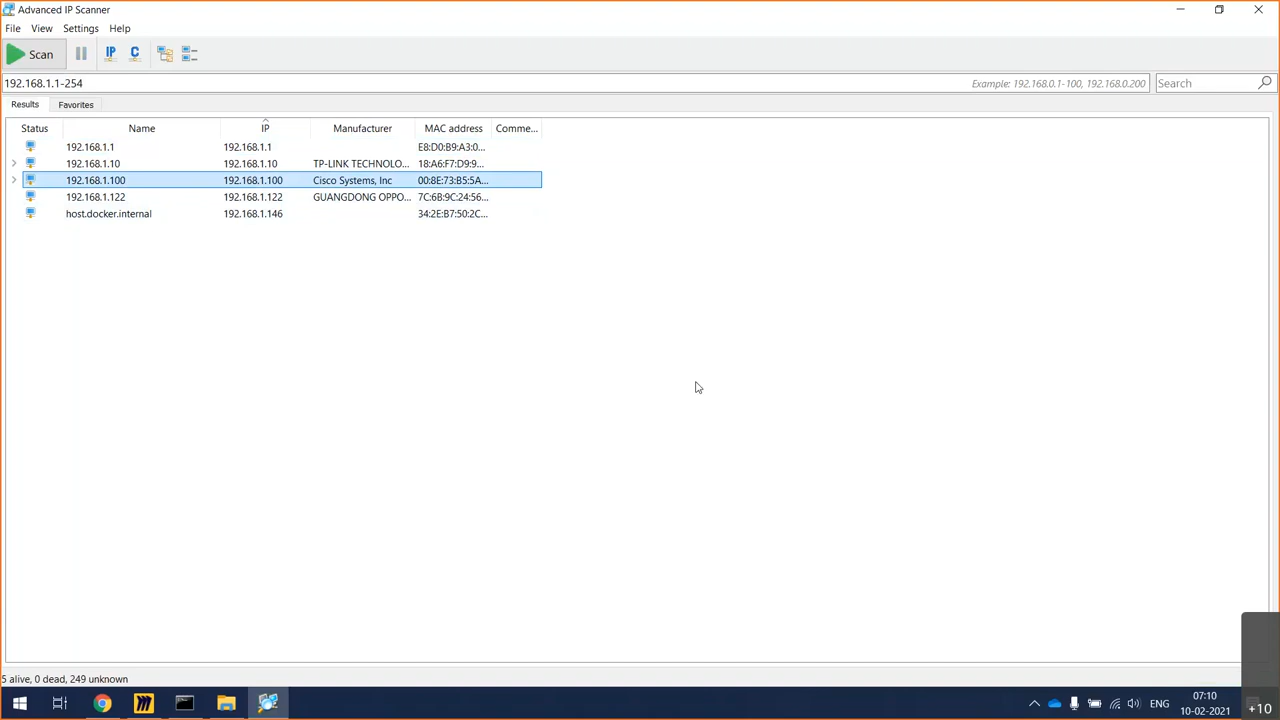 Advanced IP Scanner
File View Settings Help
Scan IP C
192.168.1.1-254 Example: 192.168.0.1-100, 192.168.0.200 Search
Results Favorites
Status Name IP Manufacturer MAC address Comme...
192.168.1.1 192.168.1.1 E8:D0:B9:A3:0...
192.168.1.10 192.168.1.10 TP-LINK TECHNOLO... 18:A6:F7:D9:9...
192.168.1.100 192.168.1.100 Cisco Systems, Inc 00:8E:73:B5:5A...
192.168.1.122 192.168.1.122 GUANGDONG OPPO... 7C:6B:9C:24:56...
host.docker.internal 192.168.1.146 34:2E:B7:50:2C...
5 alive, 0 dead, 249 unknown
ENG 07:10
10-02-2021 +10